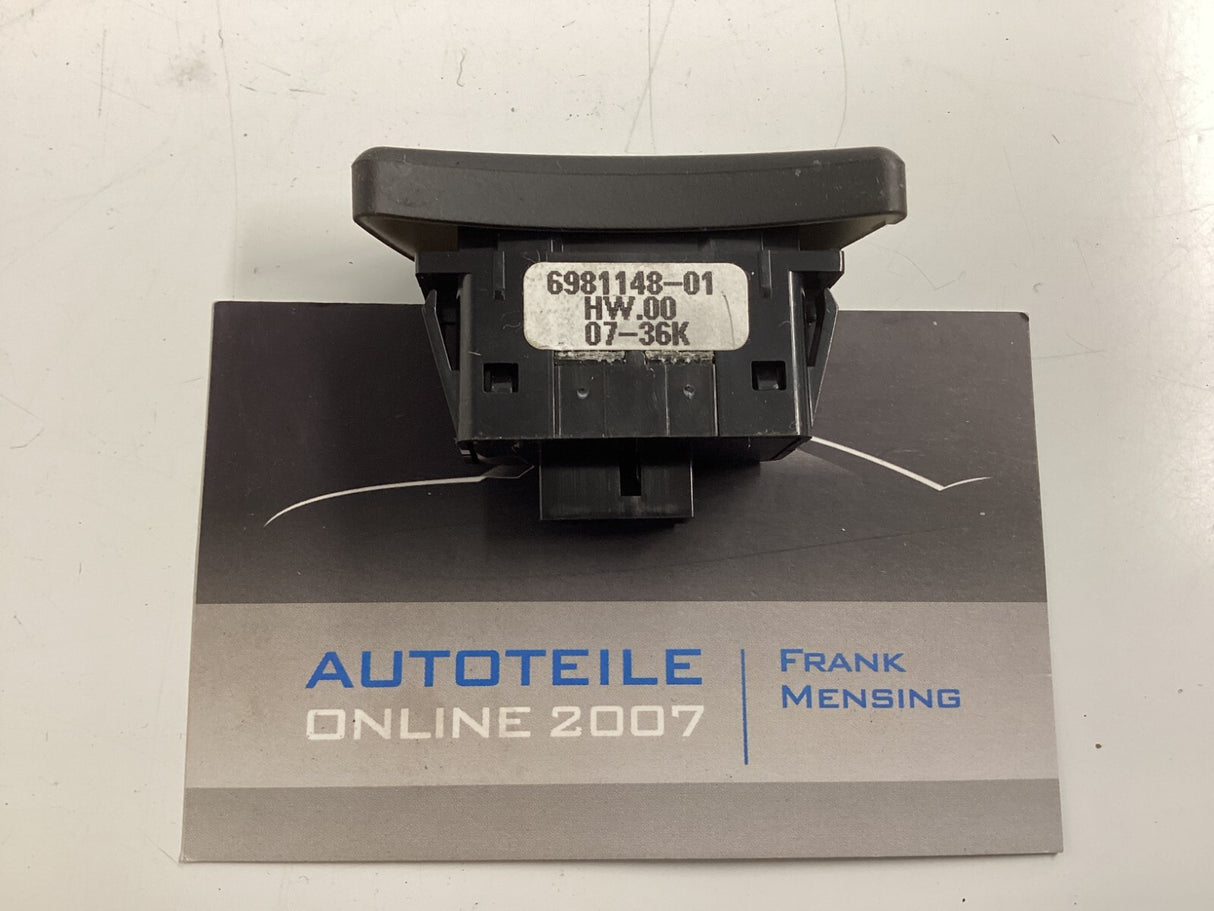 6981148-01
HW.00
07-36K
AUTOTEILE
ONLINE 2007
FRANK
MENSING